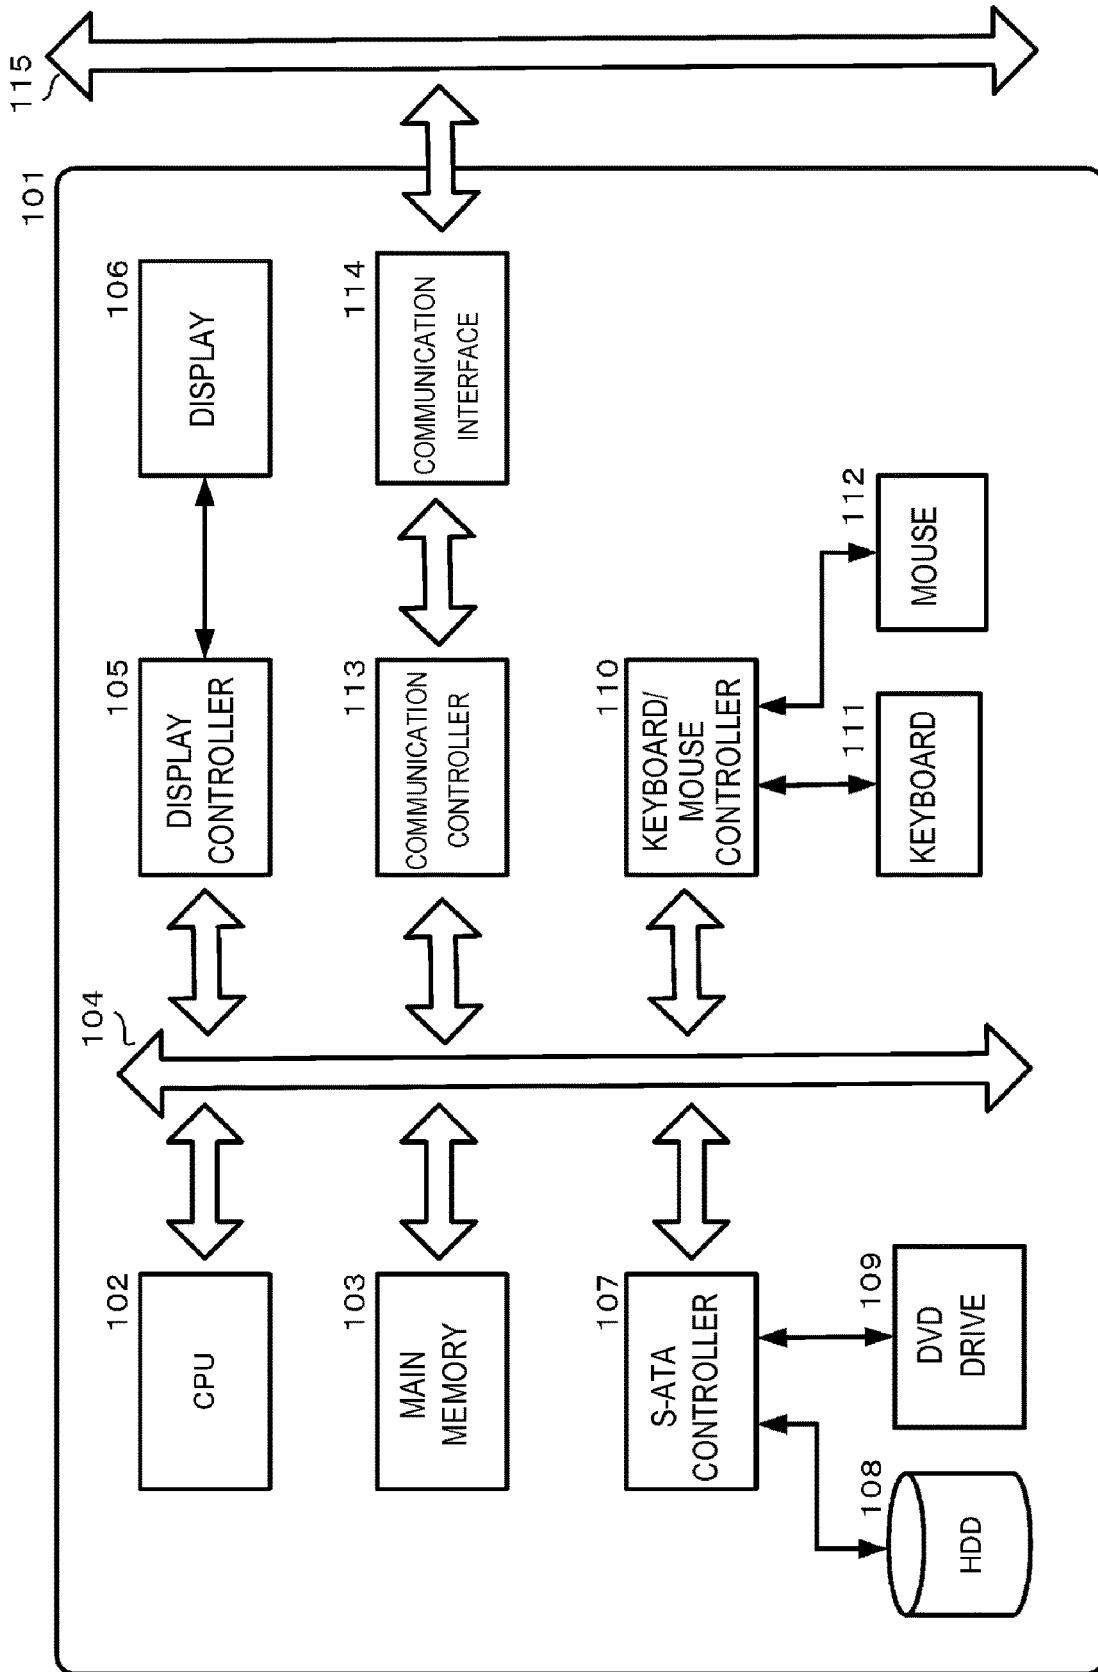 101
115
102
CPU
104
105
DISPLAY
CONTROLLER
106
DISPLAY
103
MAIN
MEMORY
113
COMMUNICATION
CONTROLLER
114
COMMUNICATION
INTERFACE
107
S-ATA
CONTROLLER
110
KEYBOARD/
MOUSE
CONTROLLER
108
HDD
109
DVD
DRIVE
111
KEYBOARD
112
MOUSE